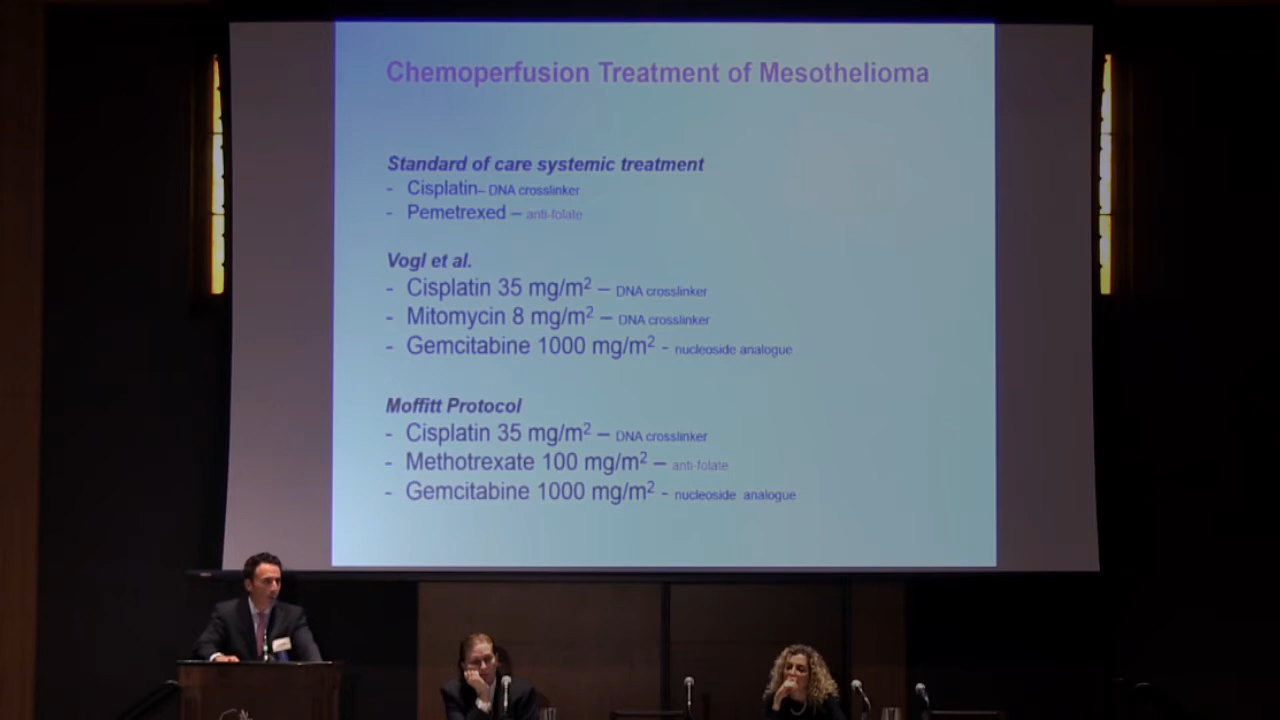 Chemoperfusion Treatment of Mesothelioma
Standard of care systemic treatment
- Cisplatin– DNA crosslinker
- Pemetrexed – anti-folate
Vogl et al.
- Cisplatin 35 mg/m² – DNA crosslinker
- Mitomycin 8 mg/m² – DNA crosslinker
- Gemcitabine 1000 mg/m² - nucleoside analogue
Moffitt Protocol
- Cisplatin 35 mg/m² – DNA crosslinker
- Methotrexate 100 mg/m² – anti-folate
- Gemcitabine 1000 mg/m² - nucleoside analogue